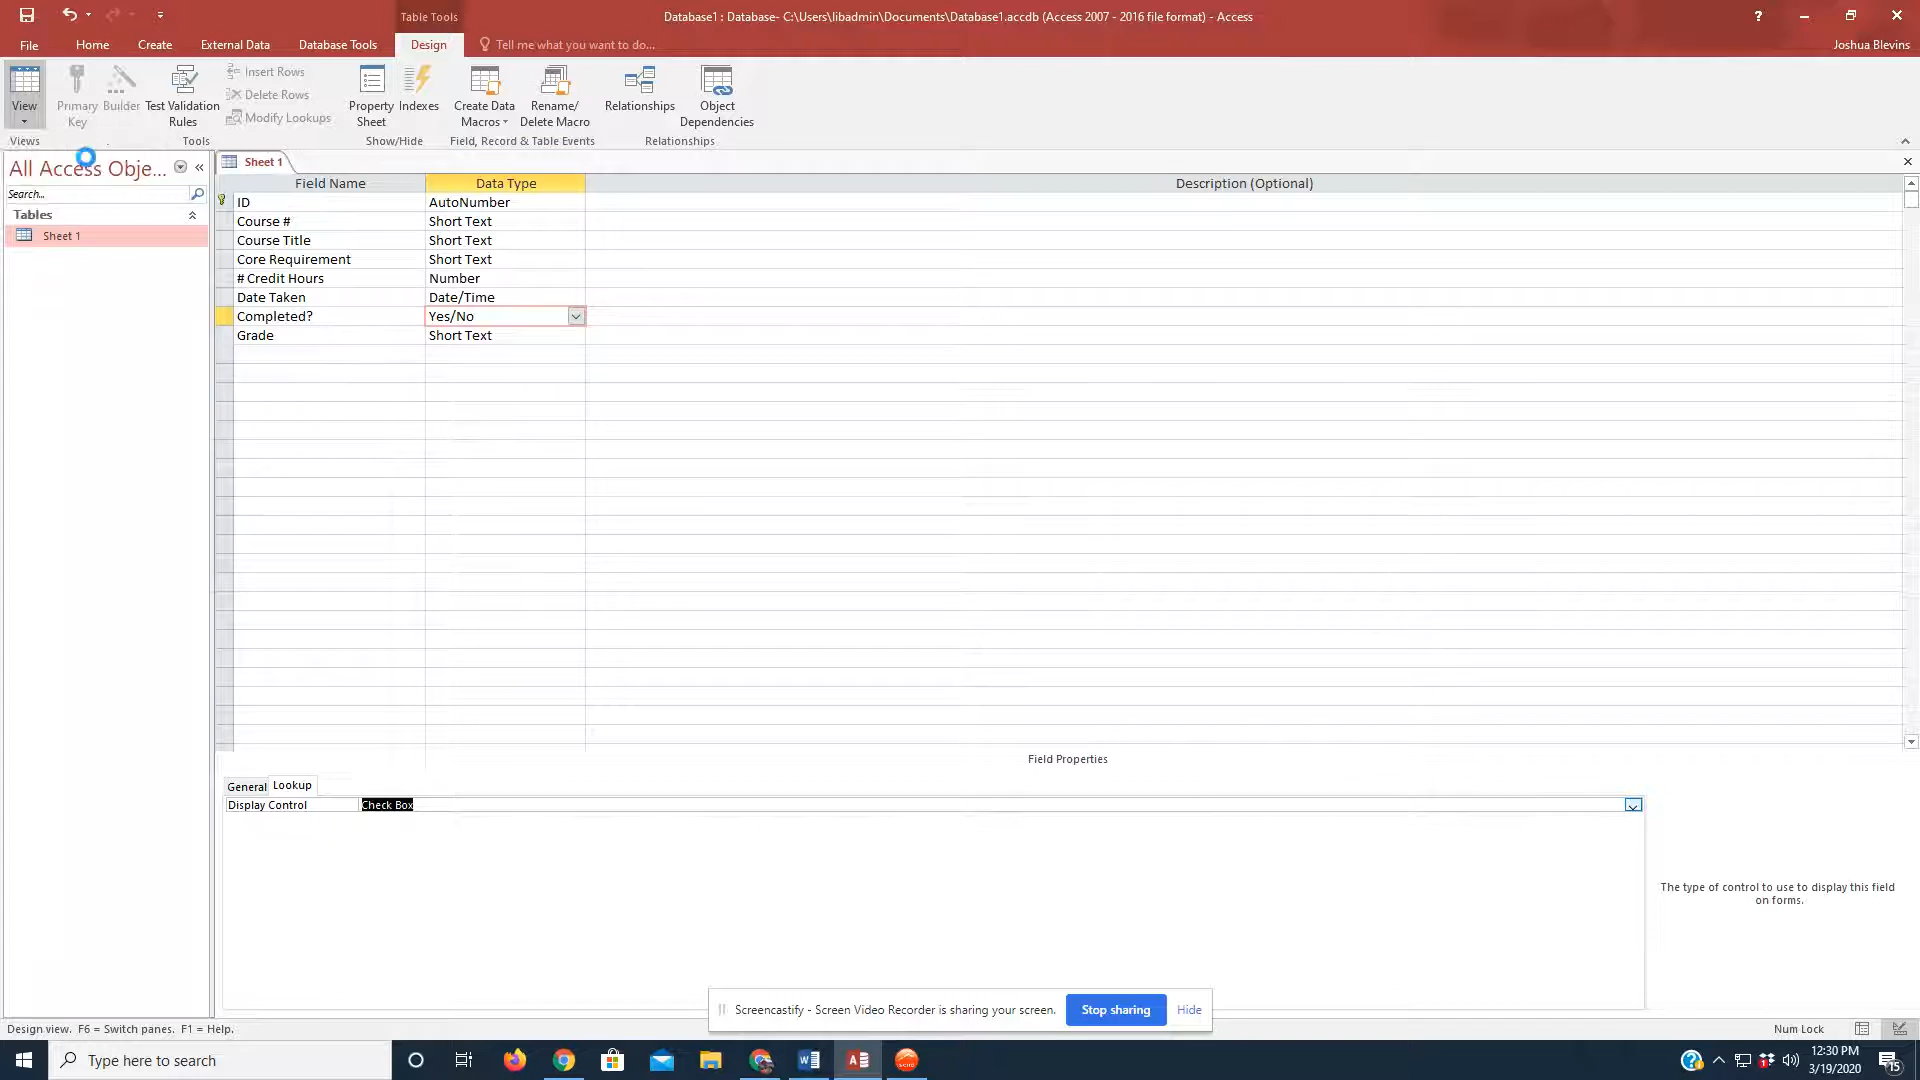 Table Tools
Database1 : Database- C:\Users\libadmin\Documents\Database1.accdb (Access 2007 - 2016 file format) - Access
?
File Home Create External Data Database Tools Design Tell me what you want to do... Joshua Blevins
View
Primary Key
Builder
Test Validation Rules
Insert Rows
Delete Rows
Modify Lookups
Property Sheet
Indexes
Create Data Macros
Rename/ Delete Macro
Relationships
Object Dependencies
Views Tools Show/Hide Field, Record & Table Events Relationships
All Access Obje...
Search...
Tables
Sheet 1
Sheet 1
Field Name Data Type Description (Optional)
ID AutoNumber
Course # Short Text
Course Title Short Text
Core Requirement Short Text
# Credit Hours Number
Date Taken Date/Time
Completed? Yes/No
Grade Short Text
Field Properties
General Lookup
Display Control Check Box
The type of control to use to display this field
on forms.
Screencastify - Screen Video Recorder is sharing your screen. Stop sharing Hide
Design view. F6 = Switch panes. F1 = Help. Num Lock
Type here to search
12:30 PM
3/19/2020
15